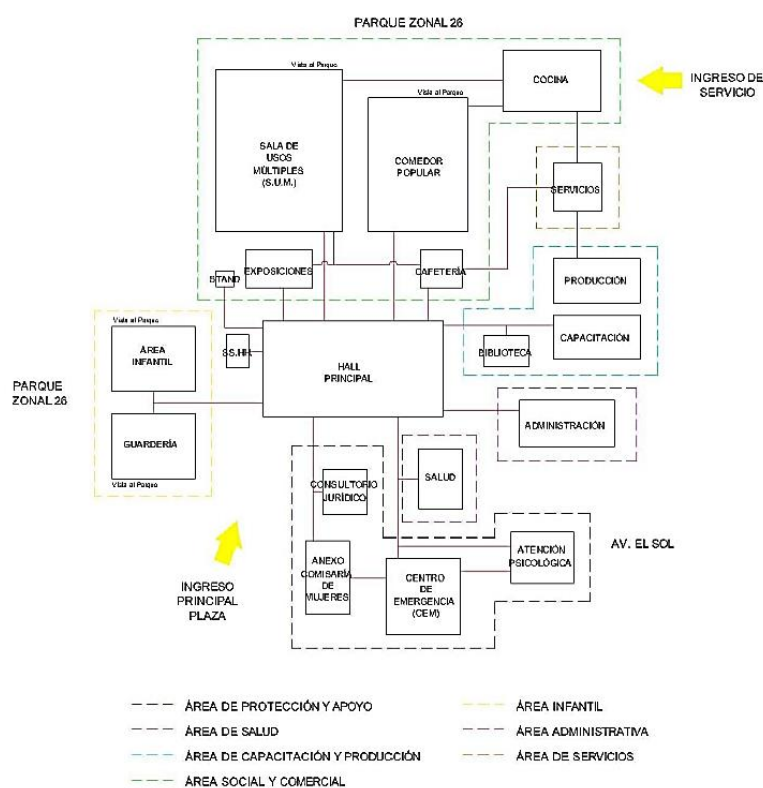 PARQUE ZONAL 26
Vista al Parque
COCINA
INGRESO DE
SERVICIO
Vista al Parque
SALA DE
USOS
MÚLTIPLES
(S.U.M.)
COMEDOR
POPULAR
SERVICIOS
EXPOSICIONES
CAFETERÍA
STAND
PRODUCCIÓN
Vista al Parque
CAPACITACIÓN
BIBLIOTECA
SS.HH.
ÁREA
INFANTIL
HALL
PRINCIPAL
PARQUE
ZONAL 26
GUARDERÍA
ADMINISTRACIÓN
Vista al Parque
CONSULTORIO
JURÍDICO
SALUD
ANEXO
COMISARÍA
DE
MUJERES
CENTRO
DE
EMERGENCIA
(CEM)
ATENCIÓN
PSICOLÓGICA
AV. EL SOL
INGRESO
PRINCIPAL
PLAZA
ÁREA DE PROTECCIÓN Y APOYO
ÁREA DE SALUD
ÁREA DE CAPACITACIÓN Y PRODUCCIÓN
ÁREA SOCIAL Y COMERCIAL
ÁREA INFANTIL
ÁREA ADMINISTRATIVA
ÁREA DE SERVICIOS